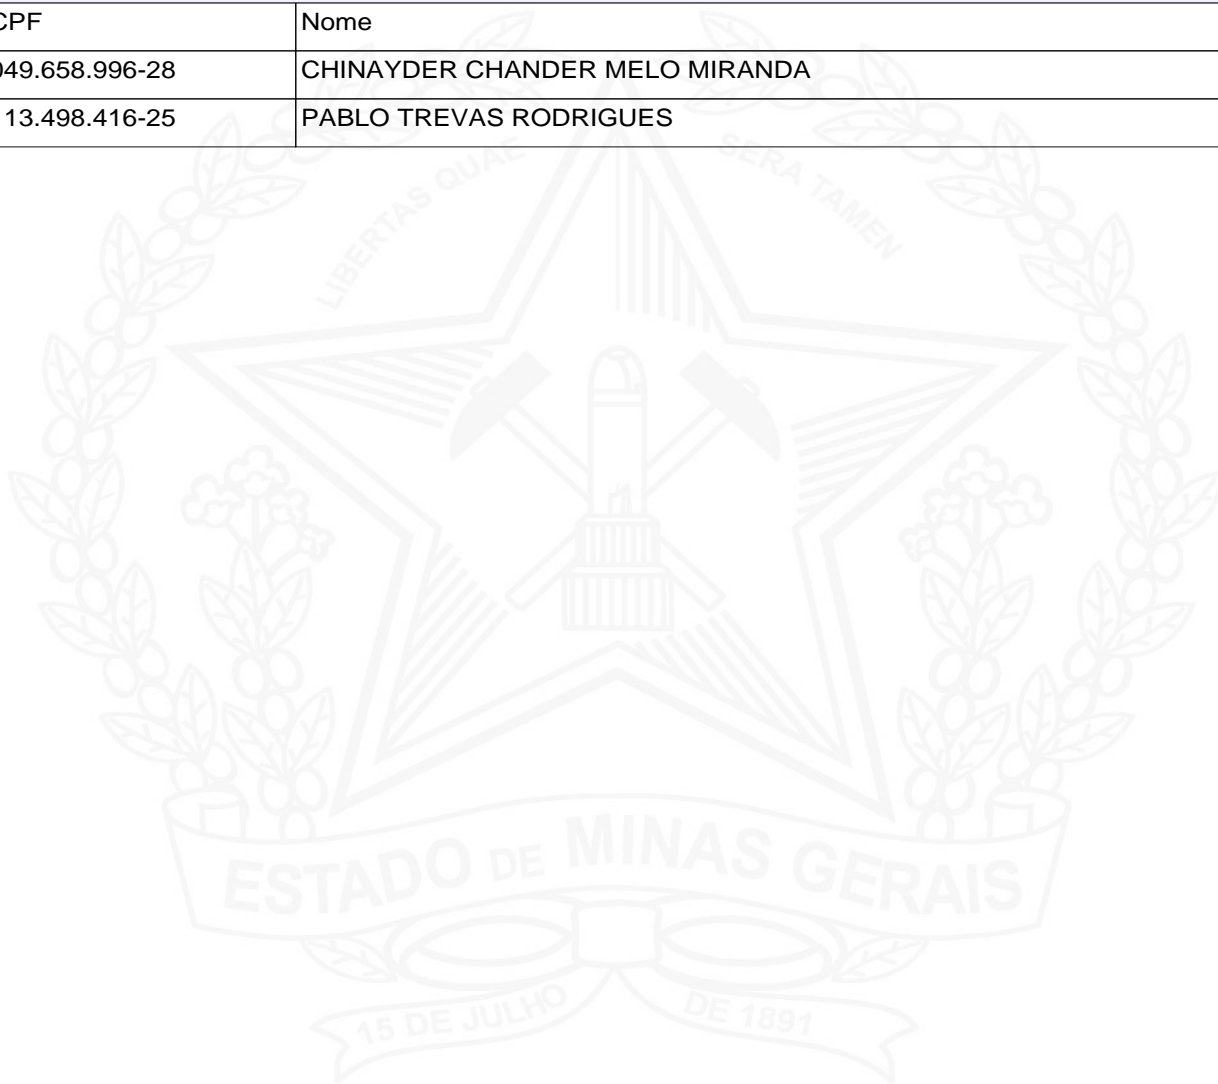 CPF Nome
049.658.996-28 CHINAYDER CHANDER MELO MIRANDA
13.498.416-25 PABLO TREVAS RODRIGUES
LIBERTAS QUAE SERA TAMEN
ESTADO DE MINAS GERAIS
15 DE JULHO DE 1891